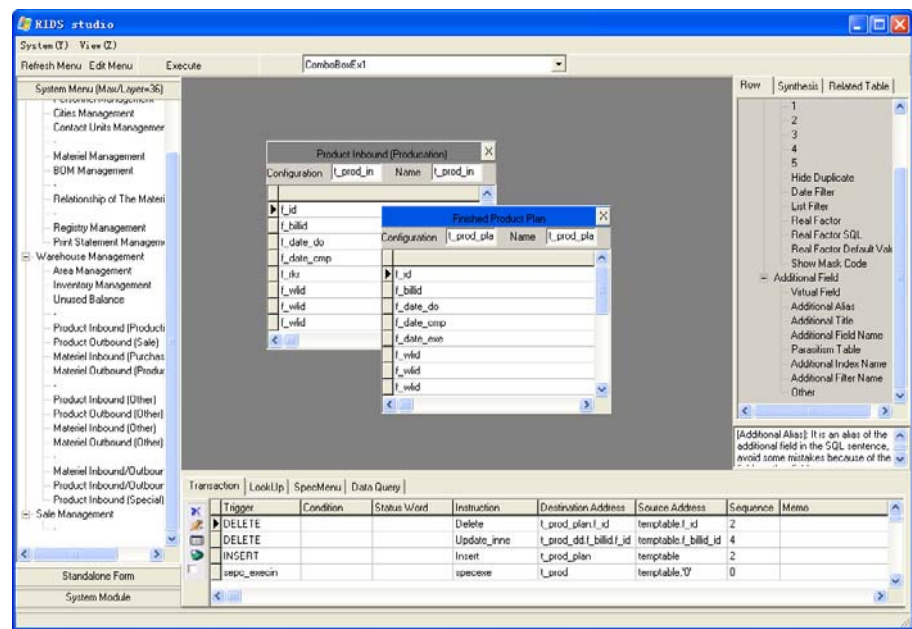 RIDS studio
System(Y) View(Z)
Refresh Menu Edit Menu Execute ComboBoxEx1
System Menu (Max/Layer=36)
Cities Management
Contact Units Managemer
Materiel Management
BOM Management
Relationship of The Materi
Registry Management
Print Statement Managem
Warehouse Management
Area Management
Inventory Management
Unused Balance
Product Inbound (Producti
Product Outbound (Sale)
Materiel Inbound (Purchas
Materiel Outbound (Produ
Product Inbound (Other)
Product Outbound (Other)
Materiel Inbound (Other)
Materiel Outbound (Other)
Materiel Inbound/Outbour
Product Inbound/Outbour
Product Inbound (Special)
Sale Management
Standalone Form
System Module
Product Inbound (Producation)
Configuration t_prod_in Name t_prod_in
f_id
f_billid
f_date_do
f_date_cmp
f_wlid
f_wlid
f_wlid
Finished Product Plan
Configuration t_prod_pla Name t_prod_pla
f_id
f_billid
f_date_do
f_date_cmp
f_date_exe
f_wlid
f_wlid
f_wlid
Row Synthesis Related Table
1
2
3
4
5
Hide Duplicate
Date Filter
List Filter
Real Factor
Real Factor SQL
Real Factor Default Val
Show Mask Code
Additional Field
Virtual Field
Additional Alias
Additional Title
Additional Field Name
Parasitism Table
Additional Index Name
Additional Filter Name
Other
[Additional Alias]: It is an alias of the
additional field in the SQL sentence,
avoid some mistakes because of the
Transaction LookUp SpecMenu Data Query
Trigger Condition Status Word Instruction Destination Address Source Address Sequence Memo
DELETE Delete t_prod_plan.f_id temptable.f_id 2
DELETE Update_inne t_prod_dd.f_billid.f_id temptable.f_billid_id 4
INSERT Insert t_prod_plan temptable 2
sepc_execin specexe t_prod temptable,'0' 0